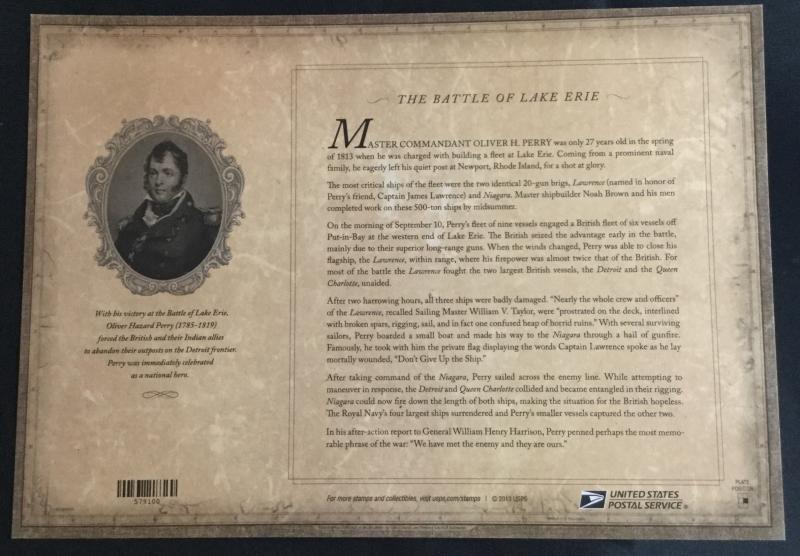 THE BATTLE OF LAKE ERIE
MASTER COMMANDANT OLIVER H. PERRY was only 27 years old in the spring
of 1813 when he was charged with building a fleet at Lake Erie. Coming from a prominent naval
family, he eagerly left his quiet post at Newport, Rhode Island, for a shot at glory.
The most critical ships of the fleet were the two identical 20-gun brigs, Lawrence (named in honor of
Perry's friend, Captain James Lawrence) and Niagara. Master shipbuilder Noah Brown and his men
completed work on these 500-ton ships by midsummer.
On the morning of September 10, Perry's fleet of nine vessels engaged a British fleet of six vessels off
Put-in-Bay at the western end of Lake Erie. The British seized the advantage early in the battle,
mainly due to their superior long-range guns. When the winds changed, Perry was able to close his
flagship, the Lawrence, within range, where his firepower was almost twice that of the British. For
most of the battle the Lawrence fought the two largest British vessels, the Detroit and the Queen
Charlotte, unaided.
After two harrowing hours, all three ships were badly damaged. "Nearly the whole crew and officers"
of the Lawrence, recalled Sailing Master William V. Taylor, were "prostrated on the deck, interlined
with broken spars, rigging, sail, and in fact one confused heap of horrid ruins." With several surviving
sailors, Perry boarded a small boat and made his way to the Niagara through a hail of gunfire.
Famously, he took with him the private flag displaying the words Captain Lawrence spoke as he lay
mortally wounded, "Don't Give Up the Ship."
After taking command of the Niagara, Perry sailed across the enemy line. While attempting to
maneuver in response, the Detroit and Queen Charlotte collided and became entangled in their rigging.
Niagara could now fire down the length of both ships, making the situation for the British hopeless.
The Royal Navy's four largest ships surrendered and Perry's smaller vessels captured the other two.
In his after-action report to General William Henry Harrison, Perry penned perhaps the most memo-
rable phrase of the war: "We have met the enemy and they are ours."
With his victory at the Battle of Lake Erie,
Oliver Hazard Perry (1785-1819)
forced the British and their Indian allies
to abandon their outposts on the Detroit frontier.
Perry was immediately celebrated
as a national hero.
579100
For more stamps and collectibles, visit usps.com/stamps | © 2013 USPS
UNITED STATES
POSTAL SERVICE®
PLATE
POSITION